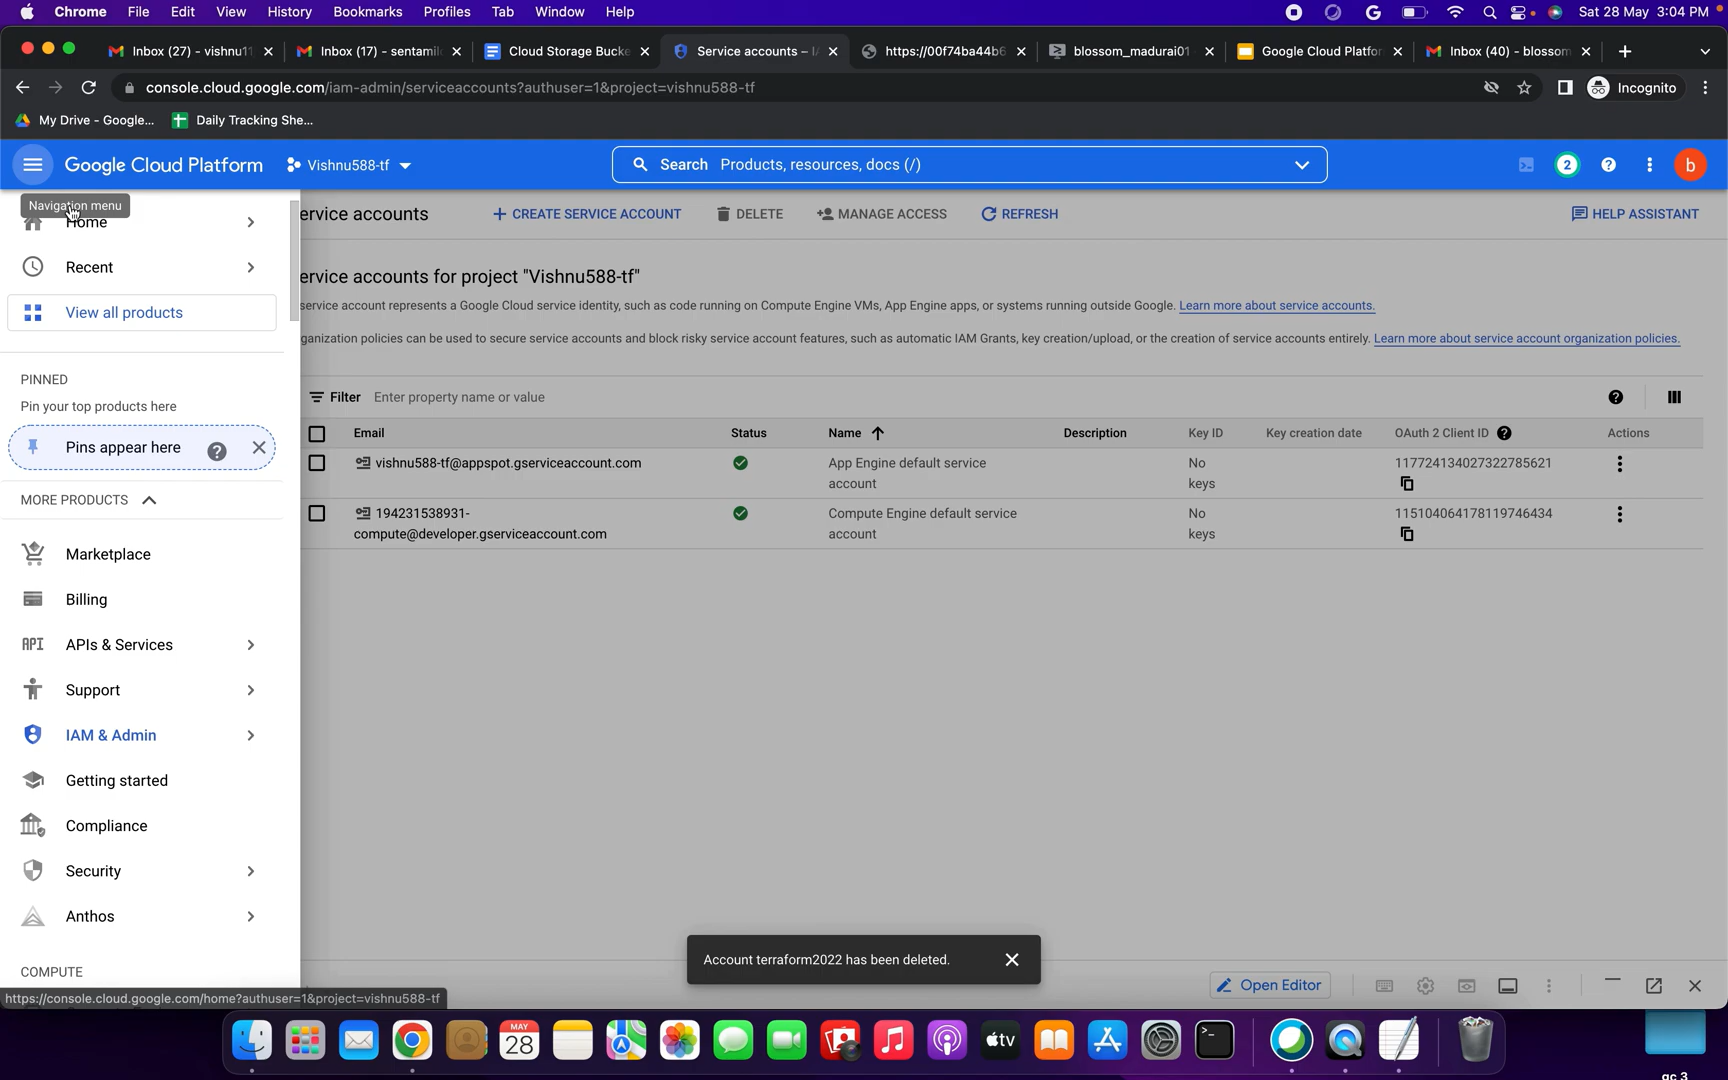 Chrome File Edit View History Bookmarks Profiles Tab Window Help Sat 28 May 3:04 PM
Inbox (27) - vishnu11 Inbox (17) - sentamil Cloud Storage Bucke Service accounts – IA https://00f74ba44b6 blossom_madurai01 Google Cloud Platfor Inbox (40) - blossom
console.cloud.google.com/iam-admin/serviceaccounts?authuser=1&project=vishnu588-tf Incognito
My Drive - Google... Daily Tracking She...
Google Cloud Platform Vishnu588-tf Search Products, resources, docs (/) 2 b
Navigation menu
Home
Recent
View all products
PINNED
Pin your top products here
Pins appear here
MORE PRODUCTS
Marketplace
Billing
API APIs & Services
Support
IAM & Admin
Getting started
Compliance
Security
Anthos
COMPUTE
https://console.cloud.google.com/home?authuser=1&project=vishnu588-tf
ervice accounts CREATE SERVICE ACCOUNT DELETE MANAGE ACCESS REFRESH HELP ASSISTANT
ervice accounts for project "Vishnu588-tf"
service account represents a Google Cloud service identity, such as code running on Compute Engine VMs, App Engine apps, or systems running outside Google. Learn more about service accounts.
ganization policies can be used to secure service accounts and block risky service account features, such as automatic IAM Grants, key creation/upload, or the creation of service accounts entirely. Learn more about service account organization policies.
Filter Enter property name or value
Email Status Name Description Key ID Key creation date OAuth 2 Client ID Actions
vishnu588-tf@appspot.gserviceaccount.com App Engine default service No 117724134027322785621
account keys
194231538931- Compute Engine default service No 115104064178119746434
compute@developer.gserviceaccount.com account keys
Account terraform2022 has been deleted.
Open Editor
MAY
28
tv
gc 3